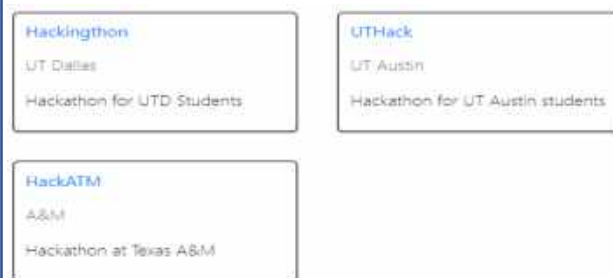 Hackingthon
UT Dallas
Hackathon for UTD Students
UTHack
UT Austin
Hackathon for UT Austin students
HackATM
A&M
Hackathon at Texas A&M